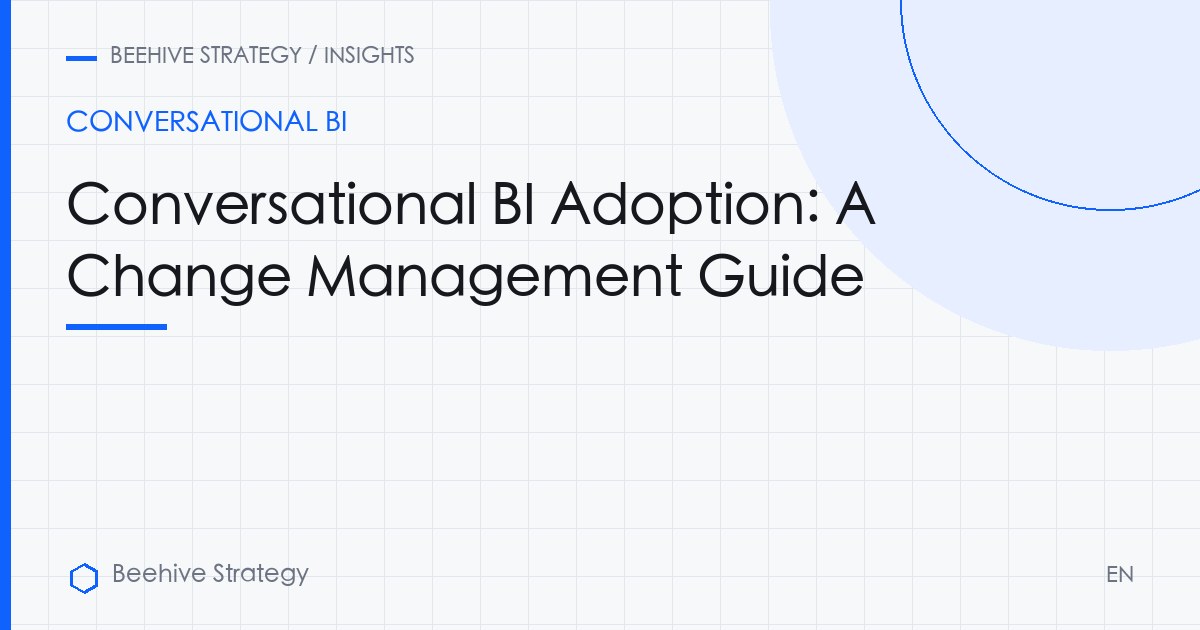 BEEHIVE STRATEGY / INSIGHTS
CONVERSATIONAL BI
Conversational BI Adoption: A
Change Management Guide
Beehive Strategy
EN